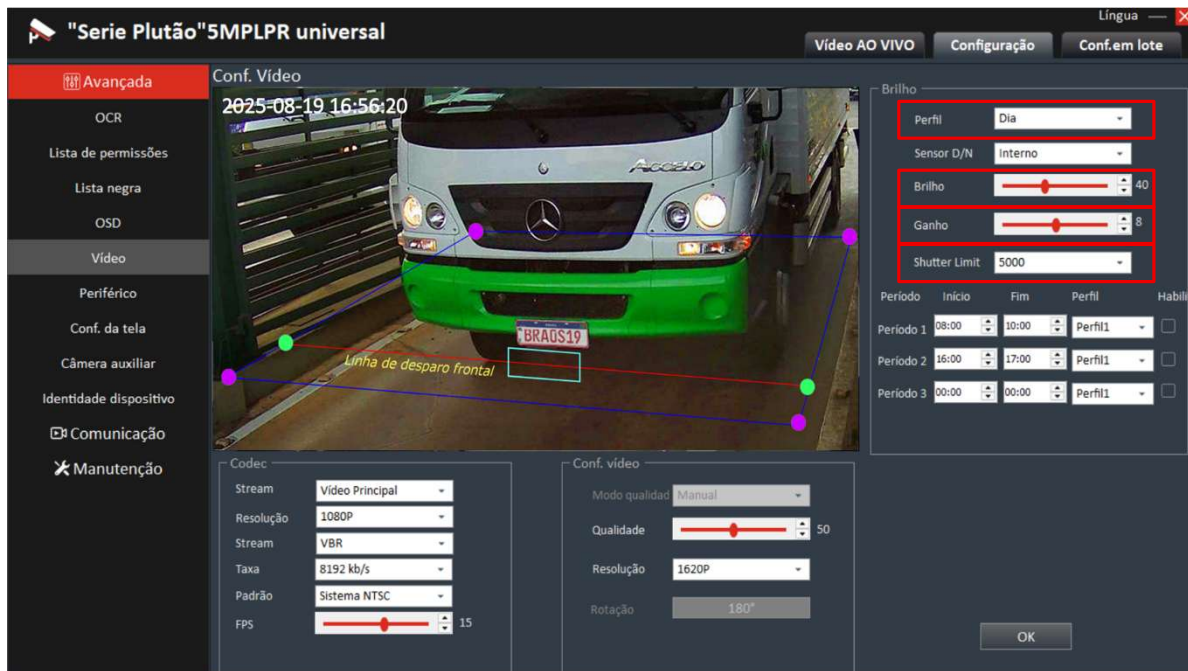 Língua
"Serie Plutão"5MPLPR universal
Vídeo AO VIVO
Configuração
Conf.em lote
Avançada
OCR
Lista de permissões
Lista negra
OSD
Vídeo
Periférico
Conf. da tela
Câmera auxiliar
Identidade dispositivo
Comunicação
Manutenção
Conf. Vídeo
2025-08-19 16:56:20
ACCELO
BRA0S19
Linha de desparo frontal
Brilho
Perfil Dia
Sensor D/N Interno
Brilho 40
Ganho 8
Shutter Limit 5000
Período Início Fim Perfil Habili
Período 1 08:00 10:00 Perfil1
Período 2 16:00 17:00 Perfil1
Período 3 00:00 00:00 Perfil1
Codec
Stream Vídeo Principal
Resolução 1080P
Stream VBR
Taxa 8192 kb/s
Padrão Sistema NTSC
FPS 15
Conf. vídeo
Modo qualidad Manual
Qualidade 50
Resolução 1620P
Rotação 180°
OK